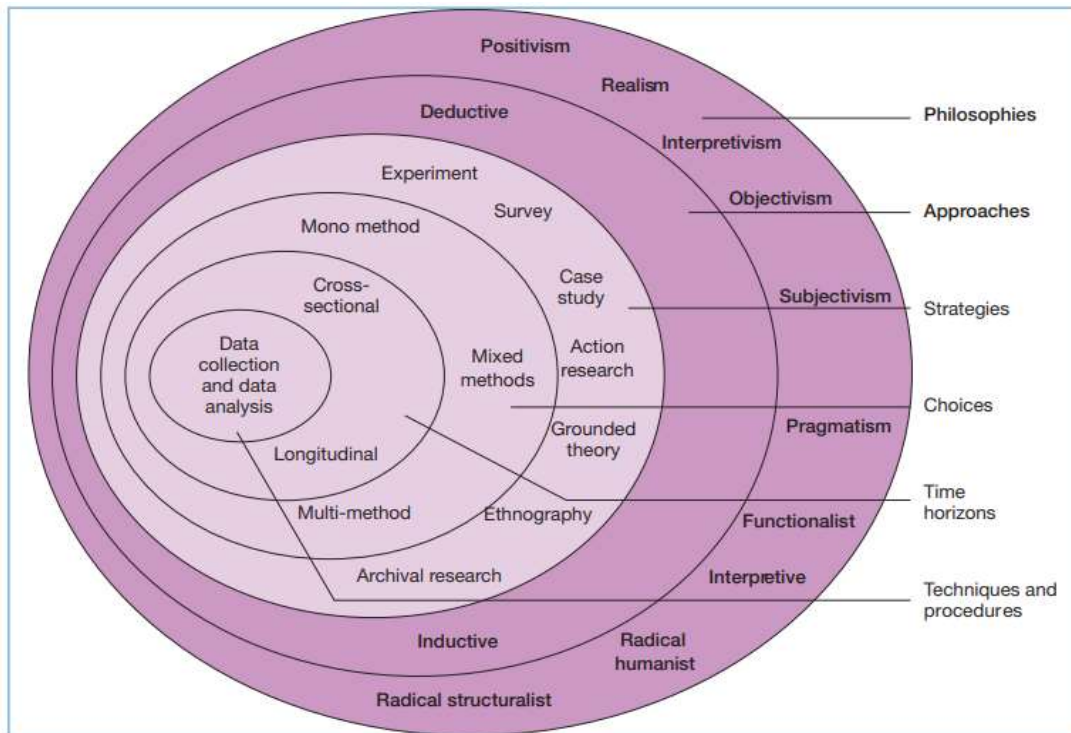 Positivism
Realism
Philosophies
Deductive
Interpretivism
Experiment
Objectivism
Survey
Approaches
Mono method
Case
study
Cross-
sectional
Subjectivism
Strategies
Data
collection
and data
analysis
Mixed
methods
Action
research
Choices
Pragmatism
Grounded
theory
Longitudinal
Time
horizons
Multi-method
Ethnography
Functionalist
Archival research
Interpretive
Techniques and
procedures
Inductive
Radical
humanist
Radical structuralist